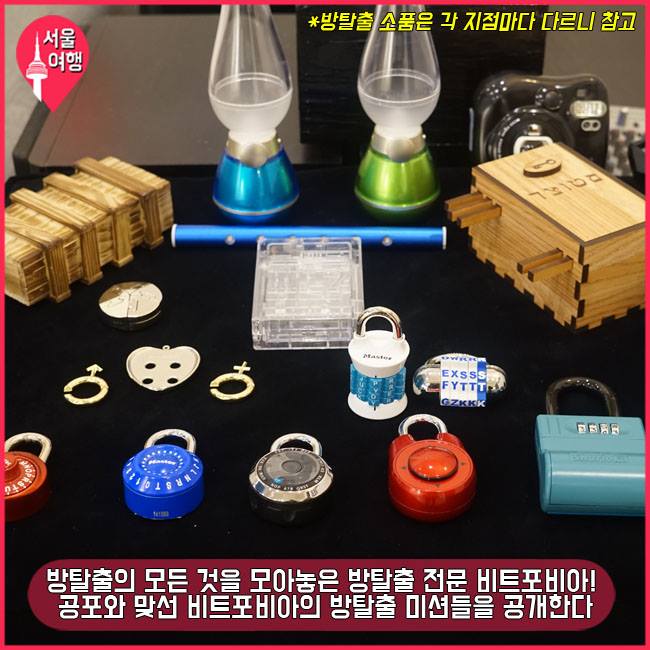 *방탈출 소품은 각 지점마다 다르니 참고
서울
여행
Master
EXSSS
FYTTT
GZKKK
Master
방탈출의 모든 것을 모아놓은 방탈출 전문 비트포비아!
공포와 맞선 비트포비아의 방탈출 미션들을 공개한다